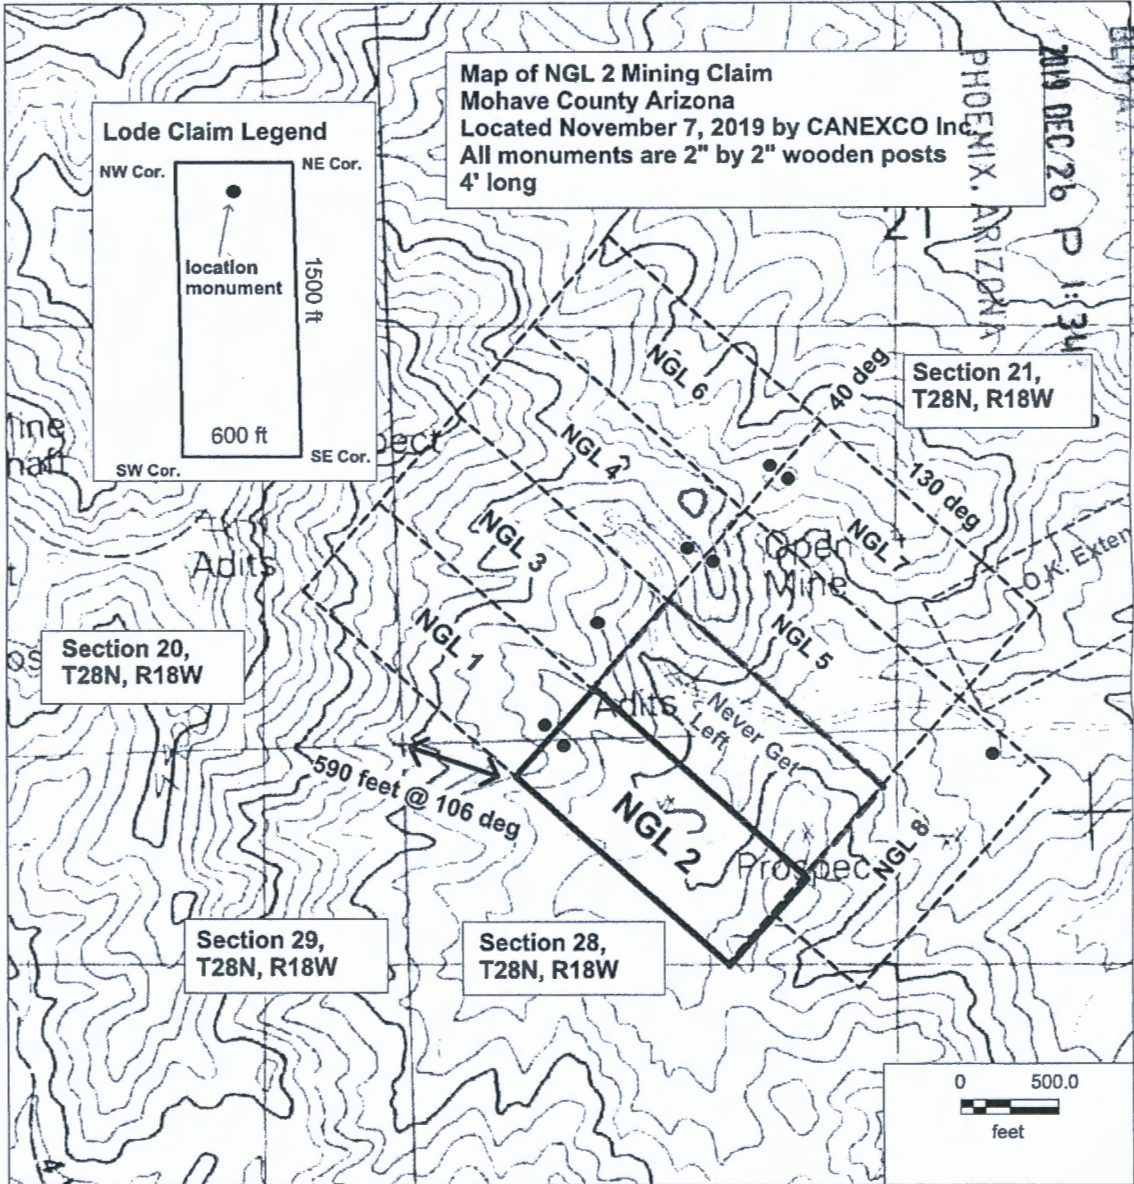 Map of NGL 2 Mining Claim
Mohave County Arizona
Located November 7, 2019 by CANEXCO Inc
All monuments are 2" by 2" wooden posts
4' long
PHOENIX, ARIZONA
2019 DEC 26 P 1:34
Lode Claim Legend
NW Cor.
NE Cor.
location
monument
1500 ft
600 ft
SW Cor.
SE Cor.
Section 21,
T28N, R18W
40 deg
130 deg
NGL 6
NGL 4
NGL 3
NGL 1
NGL 7
NGL 5
Open
Mine
O.K. Exten
Adits
Section 20,
T28N, R18W
Adits
Never Get
Left
590 feet @ 106 deg
NGL 2
NGL 8
Prospec
Section 29,
T28N, R18W
Section 28,
T28N, R18W
0 500.0
feet
4